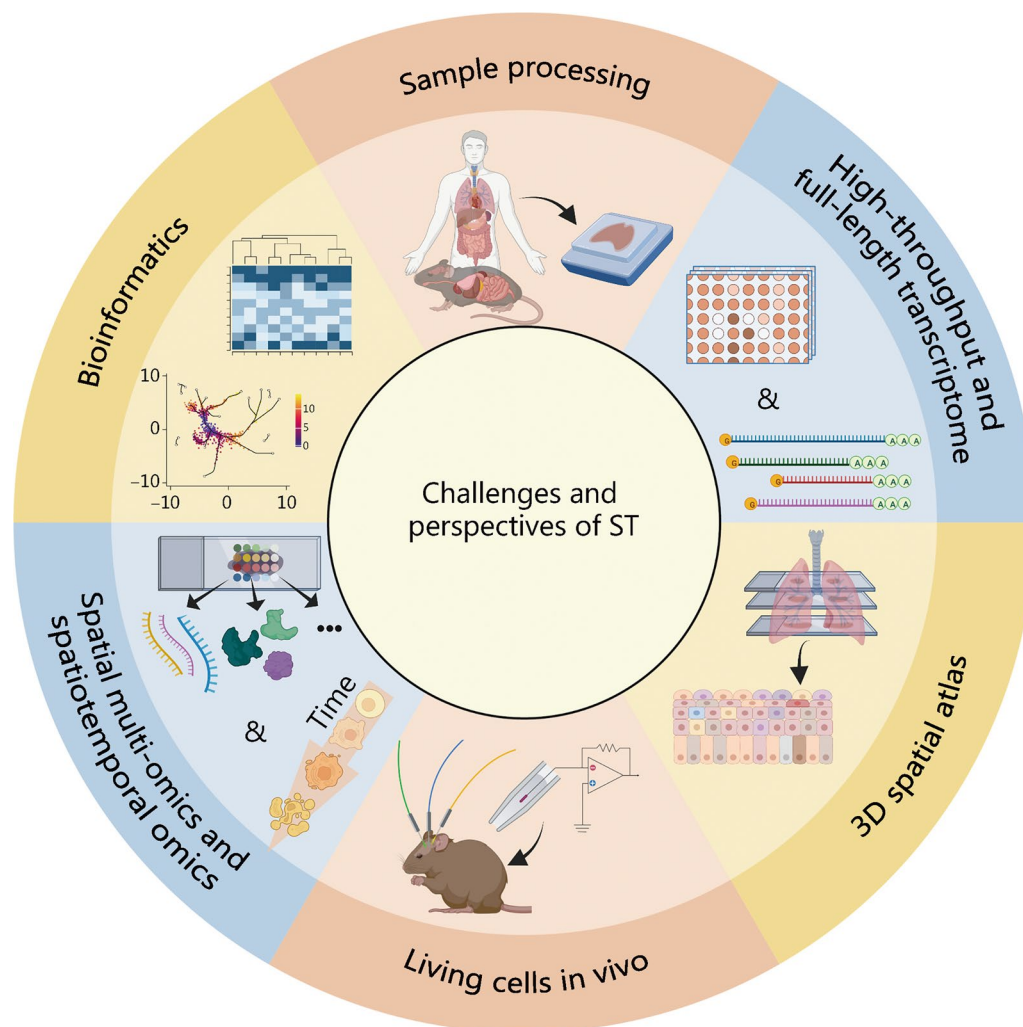 Sample processing
High-throughput and
full-length transcriptome
&
G A A A
G A A A
G A A A
G A A A
3D spatial atlas
Living cells in vivo
Spatial multi-omics and
spatiotemporal omics
•••
&
Time
Bioinformatics
10
0
−10
−10 0 10
10
5
0
Challenges and
perspectives of ST